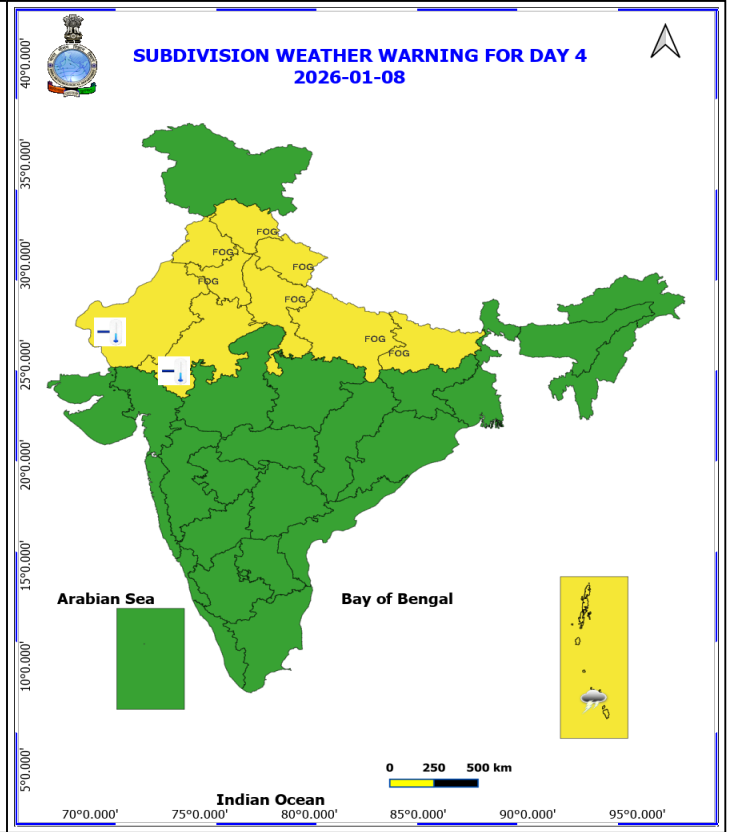 SUBDIVISION WEATHER WARNING FOR DAY 4
2026-01-08
40°0.000'
35°0.000'
30°0.000'
25°0.000'
20°0.000'
15°0.000'
10°0.000'
5°0.000'
FOG
FOG
FOG
FOG
FOG
FOG
FOG
Arabian Sea
Bay of Bengal
0 250 500 km
Indian Ocean
70°0.000' 75°0.000' 80°0.000' 85°0.000' 90°0.000' 95°0.000'